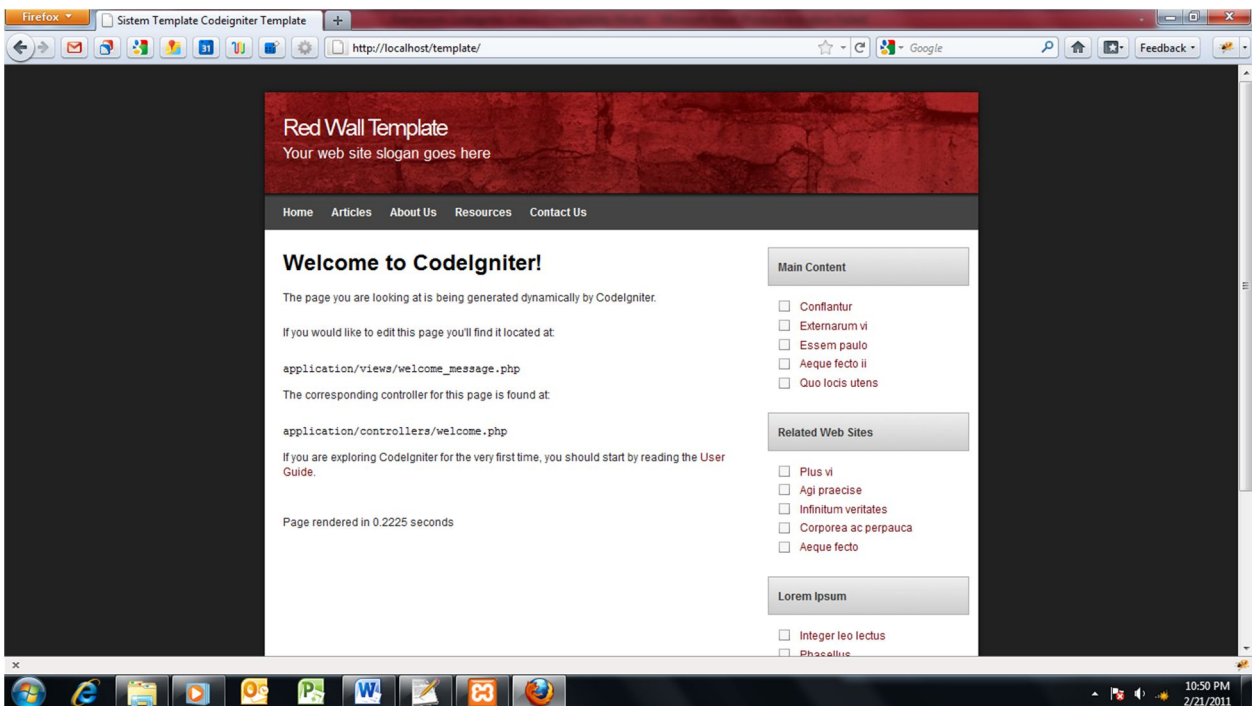 Firefox
Sistem Template Codeigniter Template
31
http://localhost/template/
Google
Feedback
Red Wall Template
Your web site slogan goes here
Home Articles About Us Resources Contact Us
Welcome to CodeIgniter!
The page you are looking at is being generated dynamically by CodeIgniter.
If you would like to edit this page you'll find it located at:
application/views/welcome_message.php
The corresponding controller for this page is found at:
application/controllers/welcome.php
If you are exploring CodeIgniter for the very first time, you should start by reading the User
Guide.
Page rendered in 0.2225 seconds
Main Content
Conflantur
Externarum vi
Essem paulo
Aeque fecto ii
Quo locis utens
Related Web Sites
Plus vi
Agi praecise
Infinitum veritates
Corporea ac perpauca
Aeque fecto
Lorem Ipsum
Integer leo lectus
Phasellus
10:50 PM
2/21/2011